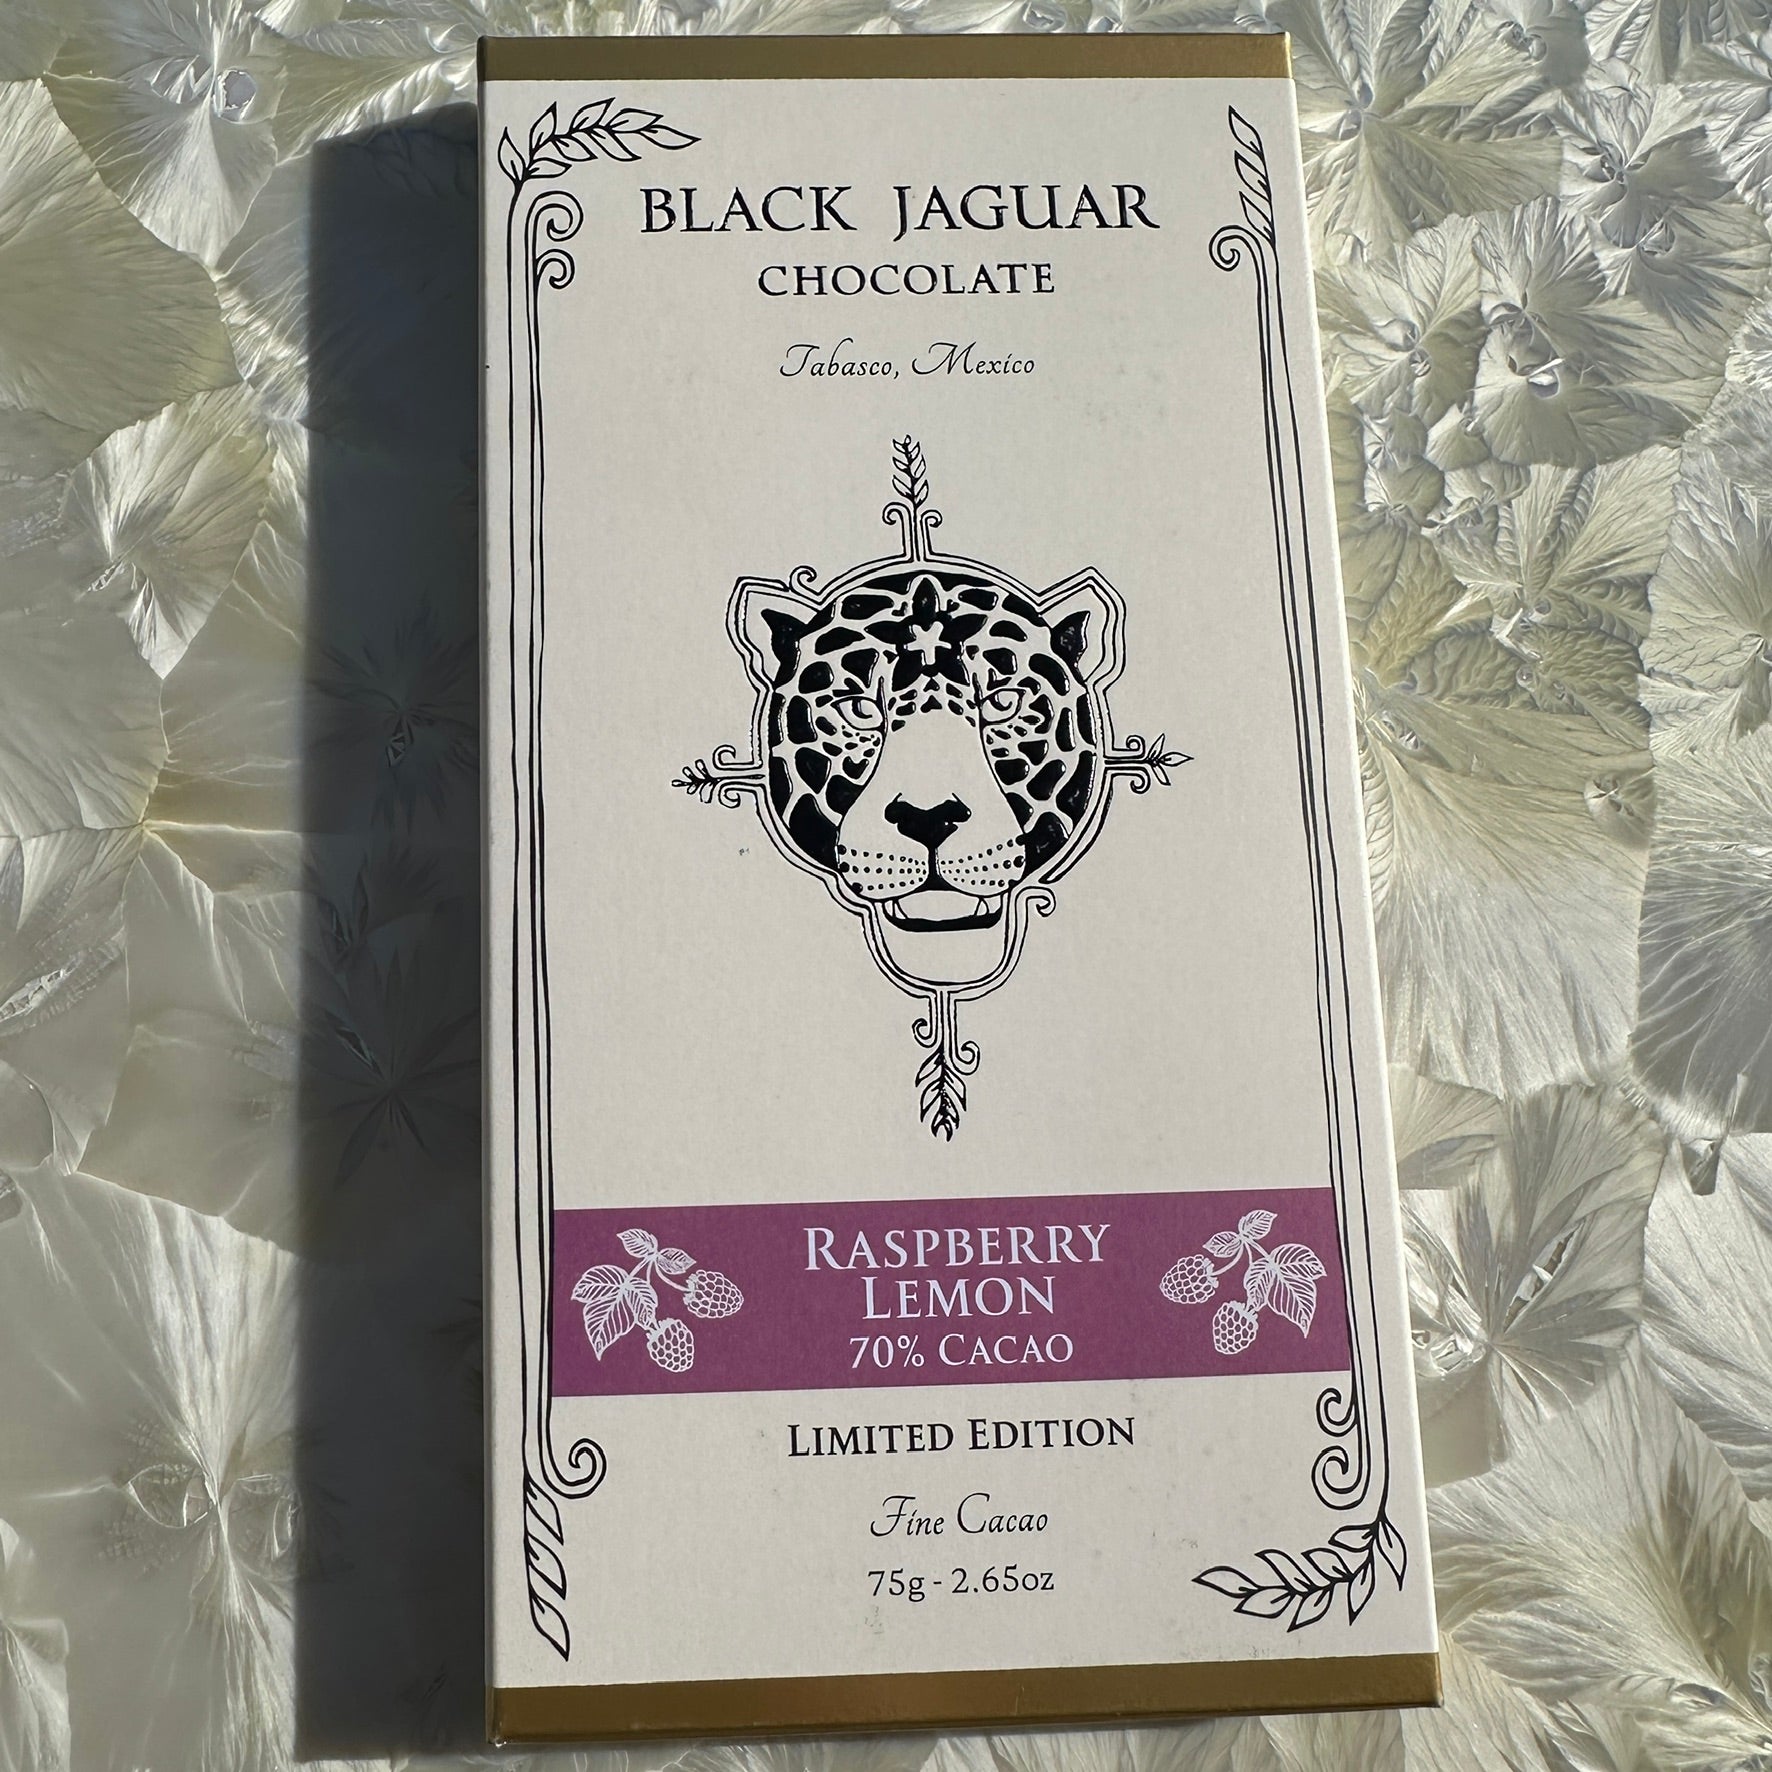 BLACK JAGUAR
CHOCOLATE
Tabasco, Mexico
RASPBERRY
LEMON
70% CACAO
LIMITED EDITION
Fine Cacao
75g - 2.65oz